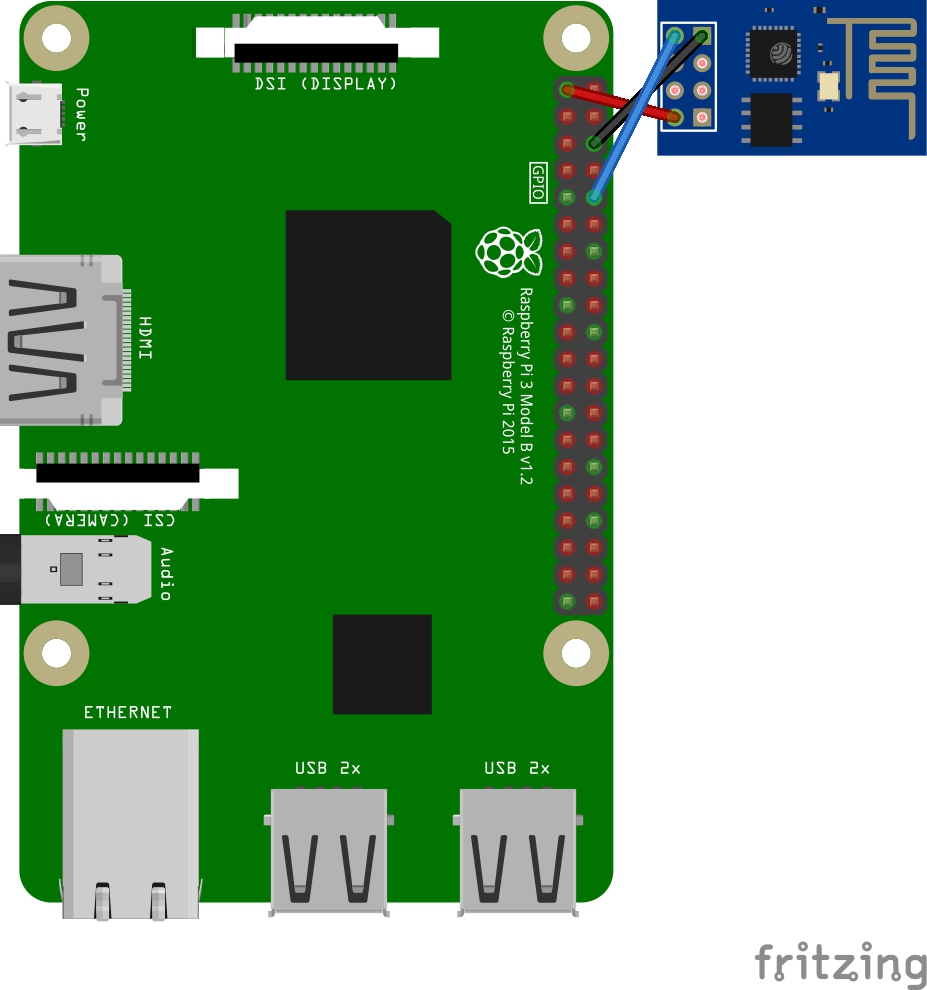 DSI (DISPLAY)
Power
GPIO
Raspberry Pi 3 Model B v1.2
© Raspberry Pi 2015
HDMI
CSI (CAMERA)
Audio
ETHERNET
USB 2x
USB 2x
fritzing